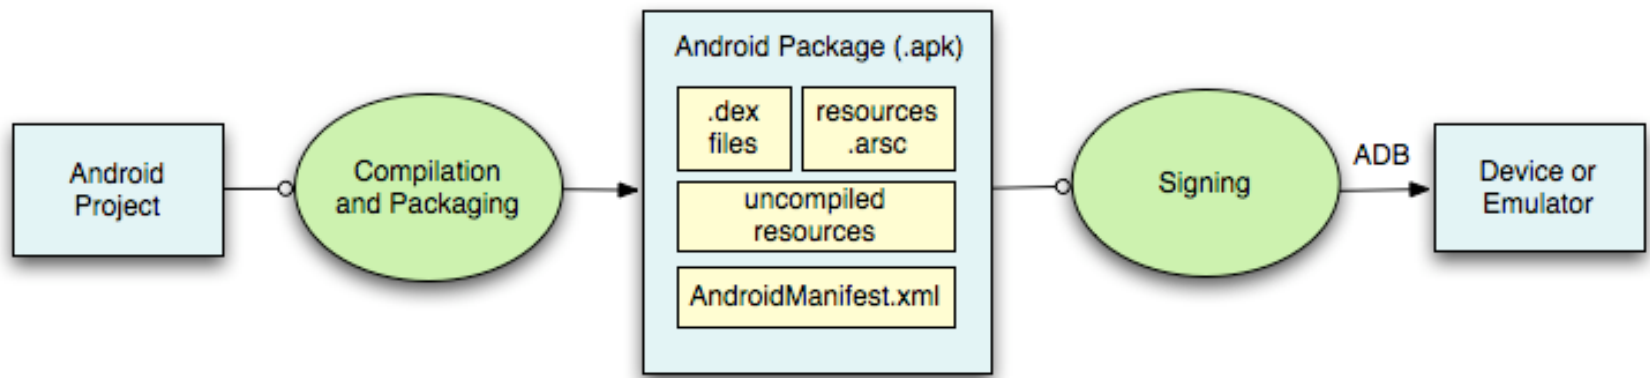 Android
Project
Compilation
and Packaging
Android Package (.apk)
.dex
files
resources
.arsc
uncompiled
resources
AndroidManifest.xml
Signing
ADB
Device or
Emulator